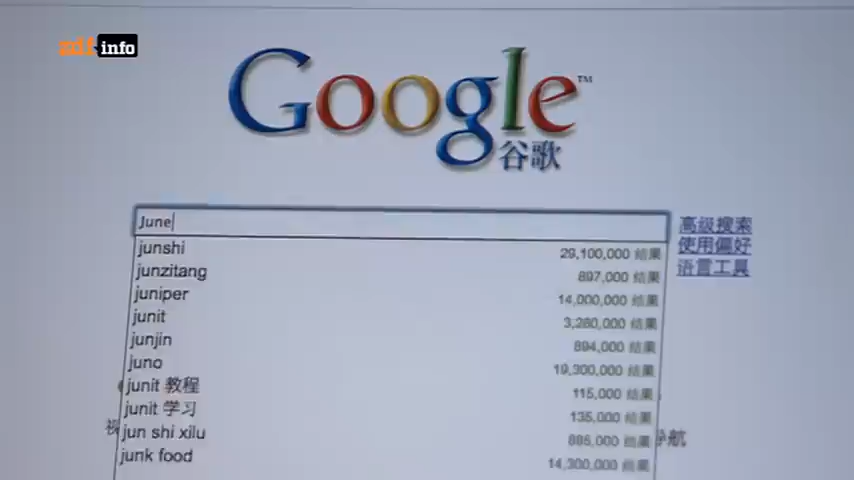 zdf info
Google™
谷歌
June
高级搜索
使用偏好
语言工具
junshi 29,100,000 结果
junzitang 897,000 结果
juniper 14,000,000 结果
junit 3,280,000 结果
junjin 894,000 结果
juno 19,300,000 结果
junit 教程 115,000 结果
junit 学习 135,000 结果
jun shi xilu 885,000 结果
junk food 14,300,000 结果
视
导航